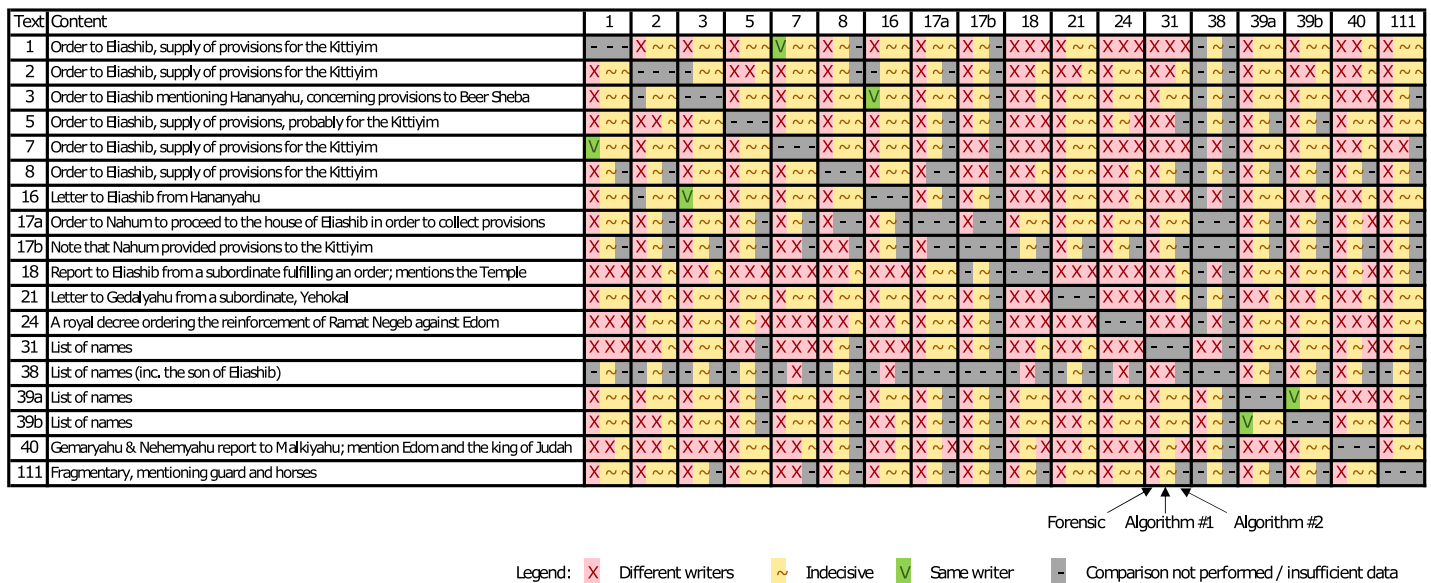 Text Content 1 2 3 5 7 8 16 17a 17b 18 21 24 31 38 39a 39b 40 111
1 Order to Eliashib, supply of provisions for the Kittiyim - - - X ~ ~ X ~ ~ X ~ ~ V ~ ~ X ~ - X ~ ~ X ~ ~ X ~ - X X X X ~ ~ X X X X X X - ~ - X ~ ~ X ~ ~ X X ~ X ~ ~
2 Order to Eliashib, supply of provisions for the Kittiyim X ~ ~ - - - - ~ ~ X X ~ X ~ ~ X ~ - - ~ ~ X ~ - X ~ - X X ~ X X ~ X ~ ~ X X ~ - ~ - X ~ ~ X X ~ X X ~ X ~ ~
3 Order to Eliashib mentioning Hananyahu, concerning provisions to Beer Sheba X ~ ~ - ~ ~ - - - X ~ ~ X ~ ~ X ~ ~ V ~ ~ X ~ - X ~ - X X ~ X ~ ~ X ~ ~ X ~ ~ - ~ - X ~ ~ X ~ ~ X X X X ~ -
5 Order to Eliashib, supply of provisions, probably for the Kittiyim X ~ ~ X X ~ X ~ ~ - - - X ~ ~ X ~ ~ X ~ ~ X ~ - X ~ - X X X X ~ ~ X ~ X X X - - ~ - X ~ - X ~ - X ~ ~ X ~ ~
7 Order to Eliashib, supply of provisions for the Kittiyim V ~ ~ X ~ ~ X ~ ~ X ~ ~ - - - X ~ ~ X ~ ~ X ~ - X X - X X X X ~ ~ X X X X X X - X - X ~ ~ X ~ ~ X X ~ X X -
8 Order to Eliashib, supply of provisions for the Kittiyim X ~ - X ~ - X ~ ~ X ~ ~ X ~ ~ - - - X ~ ~ X - - X X - X X ~ X ~ ~ X X ~ X ~ - - - - X ~ - X ~ - X ~ ~ X ~ -
16 Letter to Eliashib from Hananyahu X ~ ~ - ~ ~ V ~ ~ X ~ ~ X ~ ~ X ~ ~ - - - X ~ - X ~ - X X X X ~ ~ X X ~ X X X - X - X ~ ~ X X ~ X X ~ X ~ ~
17a Order to Nahum to proceed to the house of Eliashib in order to collect provisions X ~ ~ X ~ - X ~ - X ~ - X ~ - X - - X ~ - - - - X - - X ~ ~ X ~ ~ X ~ ~ X ~ ~ - - - X ~ - X ~ - X ~ X X ~ -
17b Note that Nahum provided provisions to the Kittiyim X ~ - X ~ - X ~ - X ~ - X X - X X - X ~ - X - - - - - - ~ - X ~ - X ~ - X ~ - - - - X ~ - X ~ - X ~ - X ~ -
18 Report to Eliashib from a subordinate fulfilling an order; mentions the Temple X X X X X ~ X X ~ X X X X X X X X ~ X X X X ~ ~ - ~ - - - - X X X X X X X X ~ - X - X ~ ~ X ~ ~ X ~ X X ~ ~
21 Letter to Gedalyahu from a subordinate, Yehokal X ~ ~ X X ~ X ~ ~ X ~ ~ X ~ ~ X ~ ~ X ~ ~ X ~ ~ X ~ - X X X - - - X X X X X ~ - ~ - X X ~ X X ~ X X ~ X ~ ~
24 A royal decree ordering the reinforcement of Ramat Negeb against Edom X X X X ~ ~ X ~ ~ X ~ X X X X X X ~ X X ~ X ~ ~ X ~ - X X X X X X - - - X X X - X - X ~ ~ X ~ ~ X X ~ X ~ ~
31 List of names X X X X X ~ X ~ ~ X X - X X X X ~ - X X X X ~ ~ X ~ - X X ~ X X ~ X X X - - - X X - X ~ ~ X ~ ~ X ~ X X ~ -
38 List of names (inc. the son of Eliashib) - ~ - - ~ - - ~ - - ~ - - X - - - - - X - - - - - - - - X - - ~ - - X - X X - - - - X ~ - X ~ - X ~ - - ~ -
39a List of names X ~ ~ X ~ ~ X ~ ~ X ~ - X ~ ~ X ~ - X ~ ~ X ~ - X ~ - X ~ ~ X X ~ X ~ ~ X ~ ~ X ~ - - - - V ~ ~ X X X X ~ ~
39b List of names X ~ ~ X X ~ X ~ ~ X ~ - X ~ ~ X ~ - X X ~ X ~ - X ~ - X ~ ~ X X ~ X ~ ~ X ~ ~ X ~ - V ~ ~ - - - X ~ ~ X ~ ~
40 Gemaryahu & Nehemyahu report to Malkiyahu; mention Edom and the king of Judah X X ~ X X ~ X X X X ~ ~ X X ~ X ~ ~ X X ~ X ~ X X ~ - X ~ X X X ~ X X ~ X ~ X X ~ - X X X X ~ ~ - - - X ~ ~
111 Fragmentary, mentioning guard and horses X ~ ~ X ~ ~ X ~ - X ~ ~ X X - X ~ - X ~ ~ X ~ - X ~ - X ~ ~ X ~ ~ X ~ ~ X ~ - - ~ - X ~ ~ X ~ ~ X ~ ~ - - -
Forensic Algorithm #1 Algorithm #2
Legend: X Different writers ~ Indecisive V Same writer - Comparison not performed / insufficient data